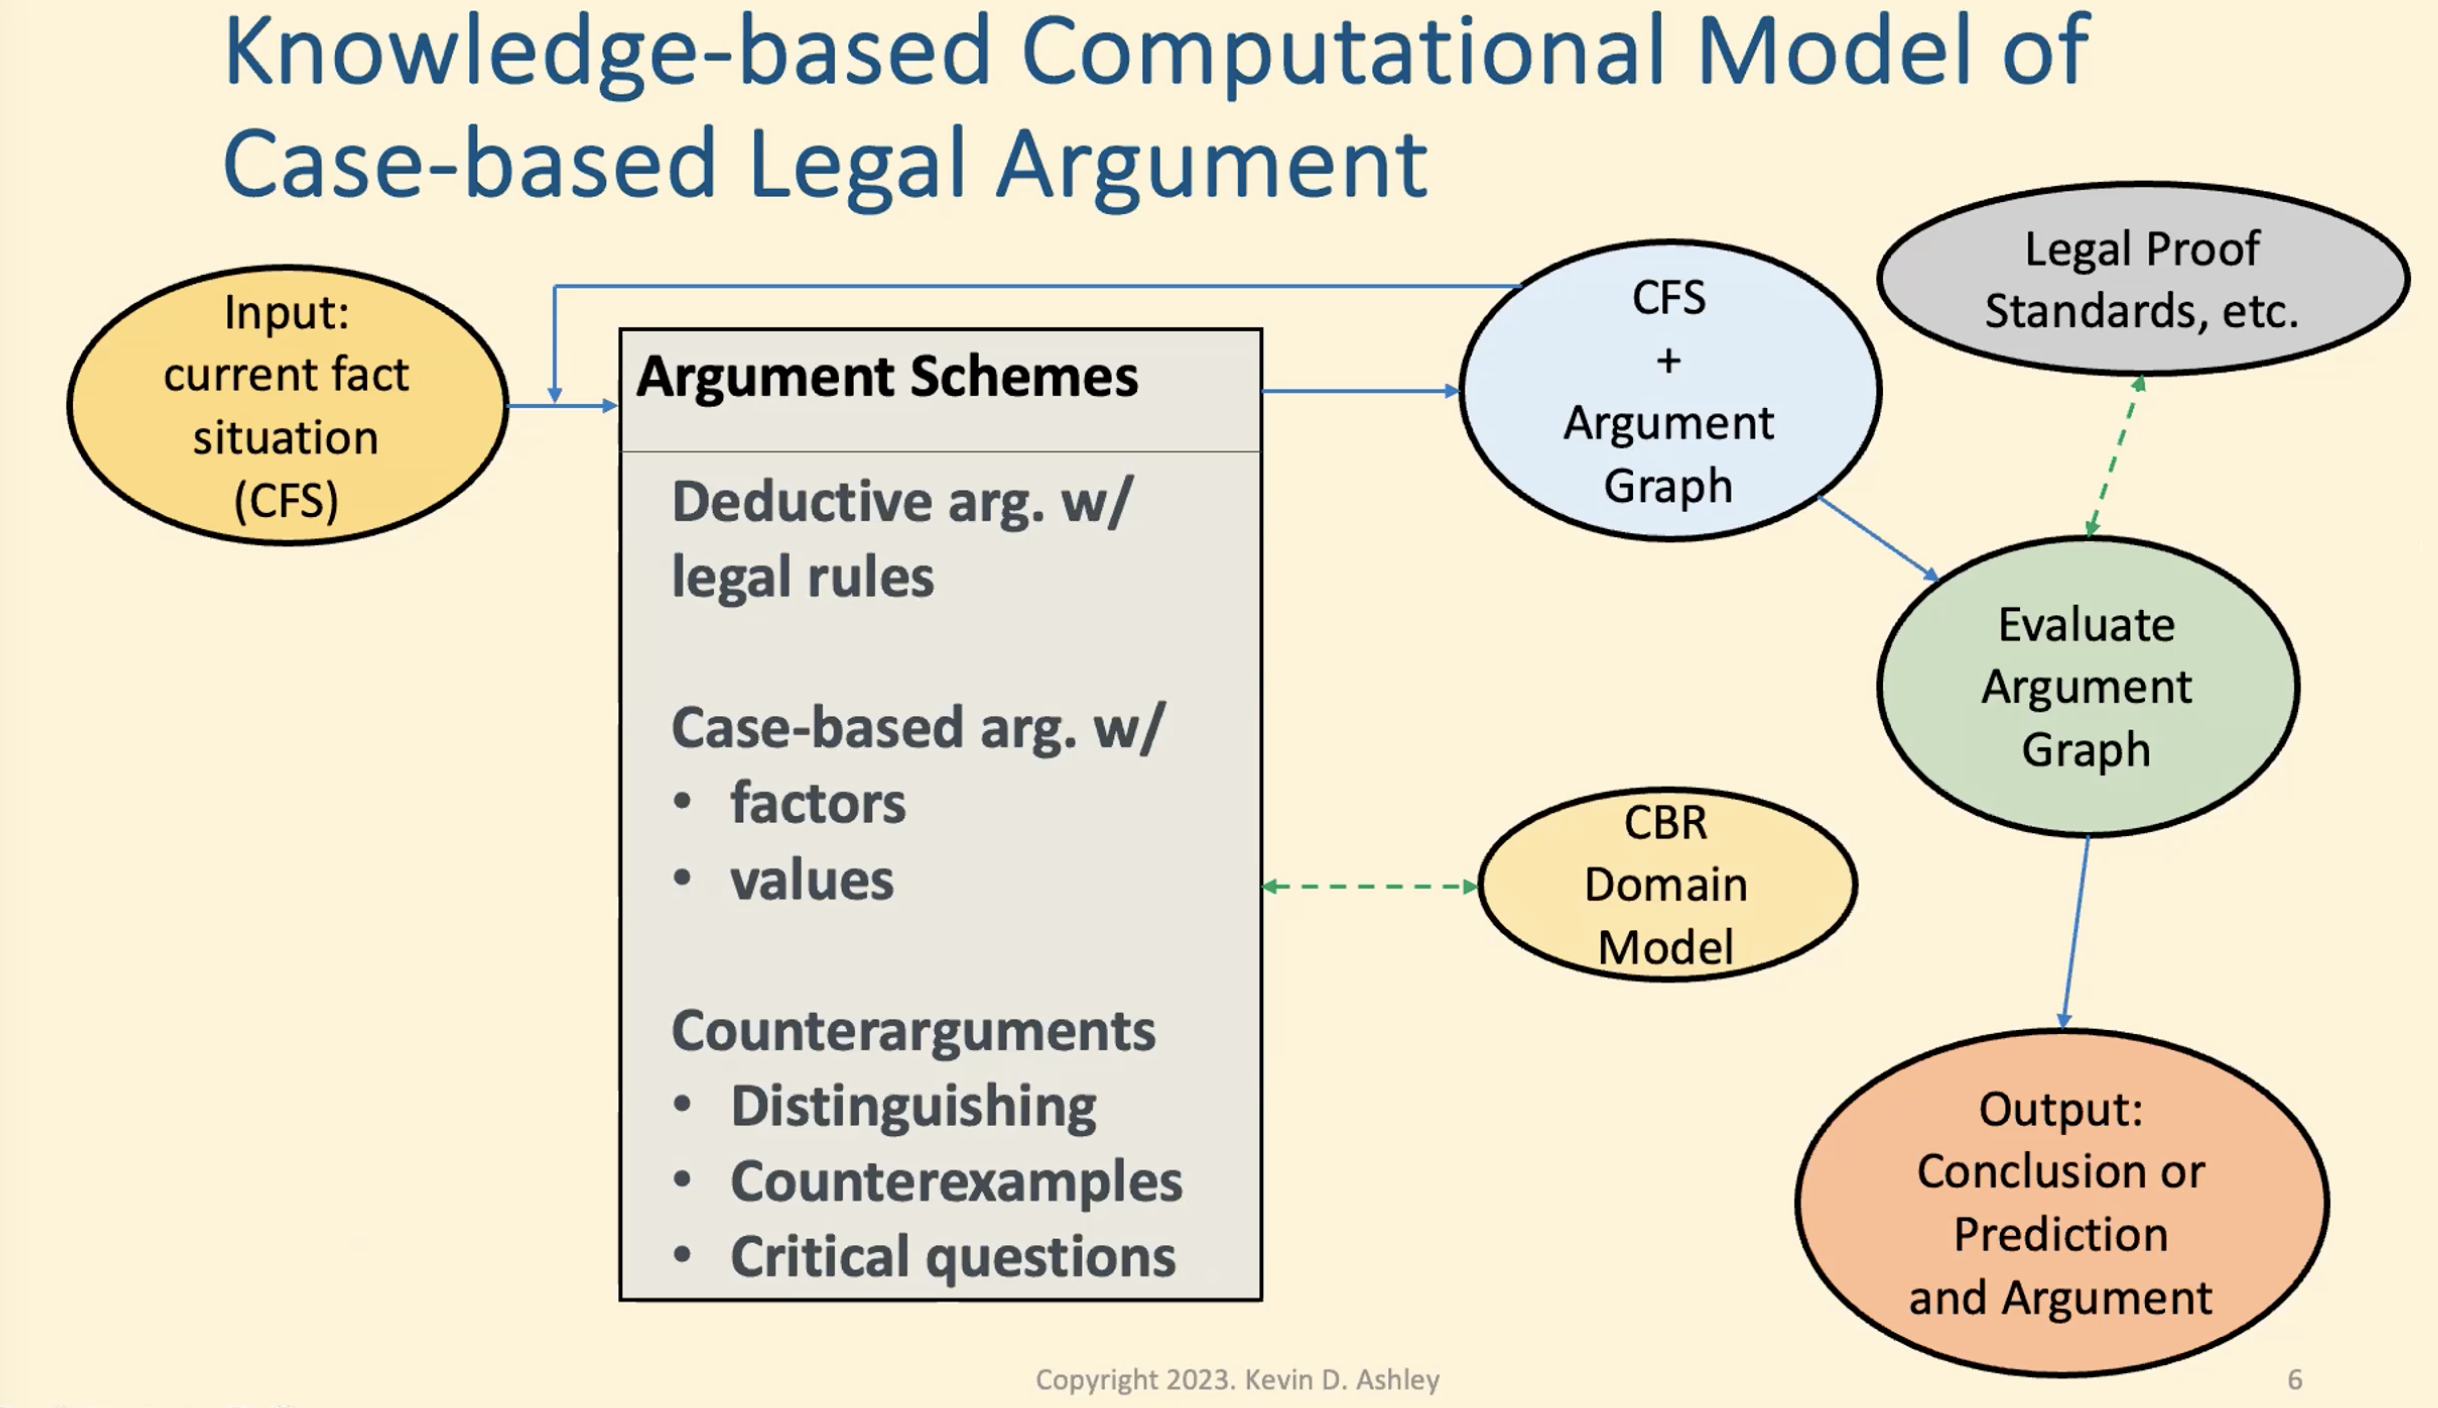 Knowledge-based Computational Model of
Case-based Legal Argument
Input:
current fact
situation
(CFS)
Argument Schemes
Deductive arg. w/
legal rules
Case-based arg. w/
• factors
• values
Counterarguments
• Distinguishing
• Counterexamples
• Critical questions
CFS
+
Argument
Graph
Legal Proof
Standards, etc.
Evaluate
Argument
Graph
CBR
Domain
Model
Output:
Conclusion or
Prediction
and Argument
Copyright 2023. Kevin D. Ashley
6